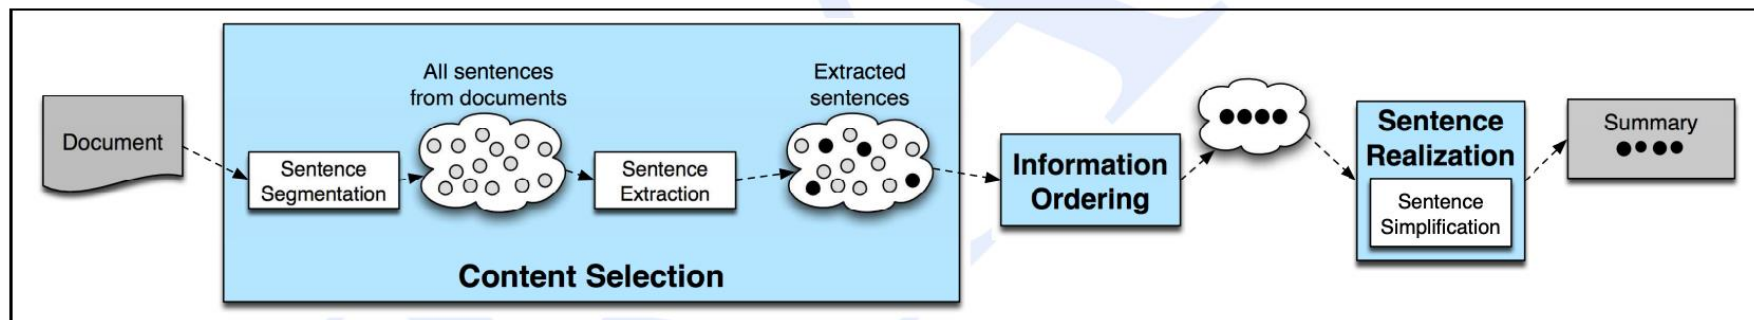 Document
Sentence
Segmentation
All sentences
from documents
Sentence
Extraction
Extracted
sentences
Content Selection
Information
Ordering
Sentence
Realization
Sentence
Simplification
Summary